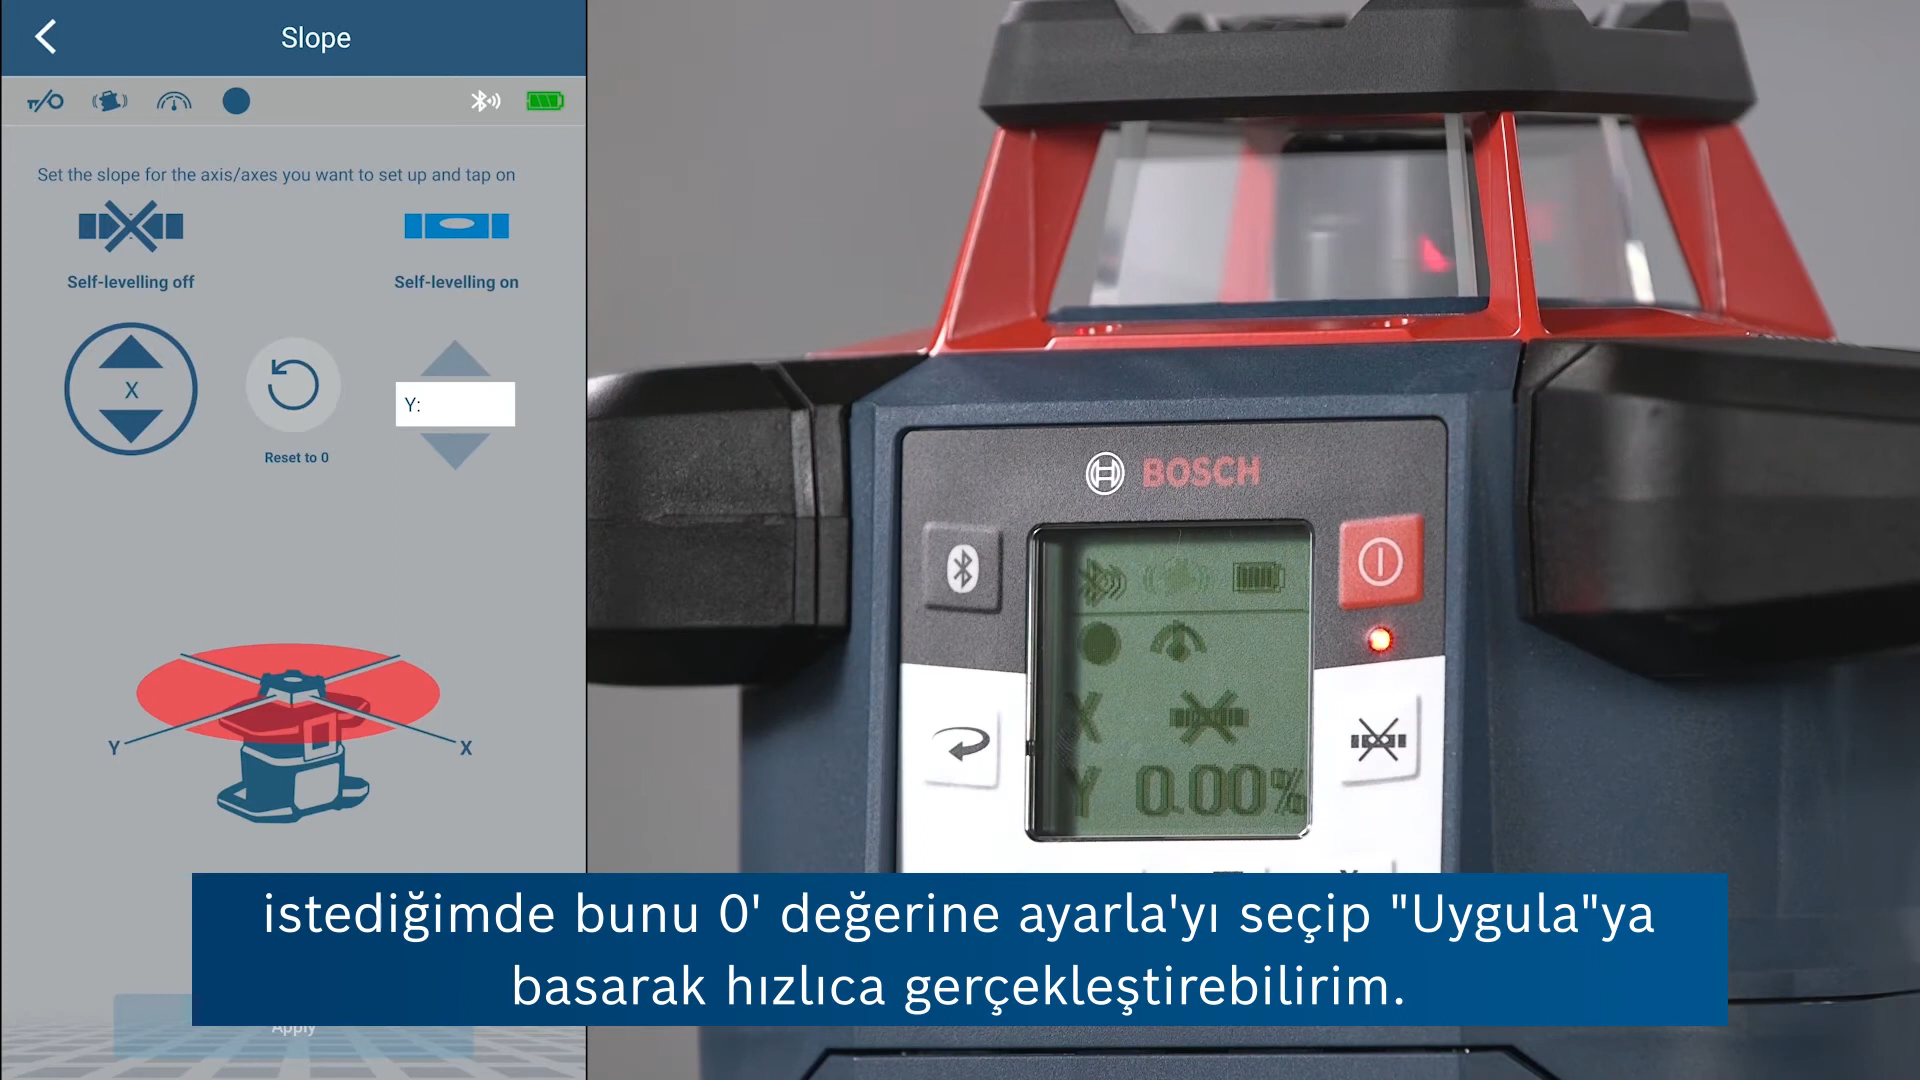 Slope
Set the slope for the axis/axes you want to set up and tap on
Self-levelling off
Self-levelling on
X
Y:
Reset to 0
Y
X
Apply
BOSCH
X
Y 0.00%
istediğimde bunu 0' değerine ayarla'yı seçip "Uygula"ya
basarak hızlıca gerçekleştirebilirim.